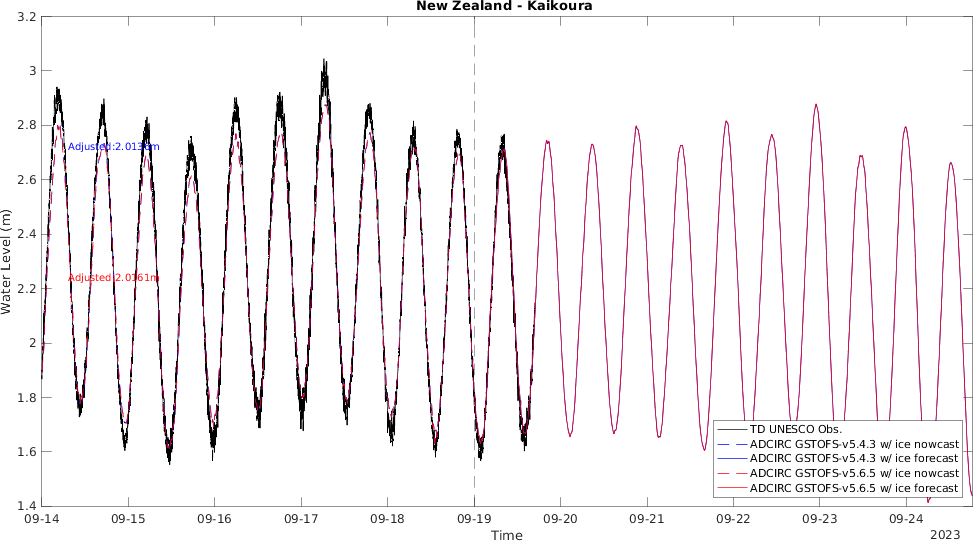 New Zealand - Kaikoura
3.2
3
2.8
2.6
2.4
2.2
2
1.8
1.6
1.4
Water Level (m)
Adjusted:2.0136m
Adjusted:2.0161m
TD UNESCO Obs.
ADCIRC GSTOFS-v5.4.3 w/ ice nowcast
ADCIRC GSTOFS-v5.4.3 w/ ice forecast
ADCIRC GSTOFS-v5.6.5 w/ ice nowcast
ADCIRC GSTOFS-v5.6.5 w/ ice forecast
09-14 09-15 09-16 09-17 09-18 09-19 09-20 09-21 09-22 09-23 09-24
Time
2023